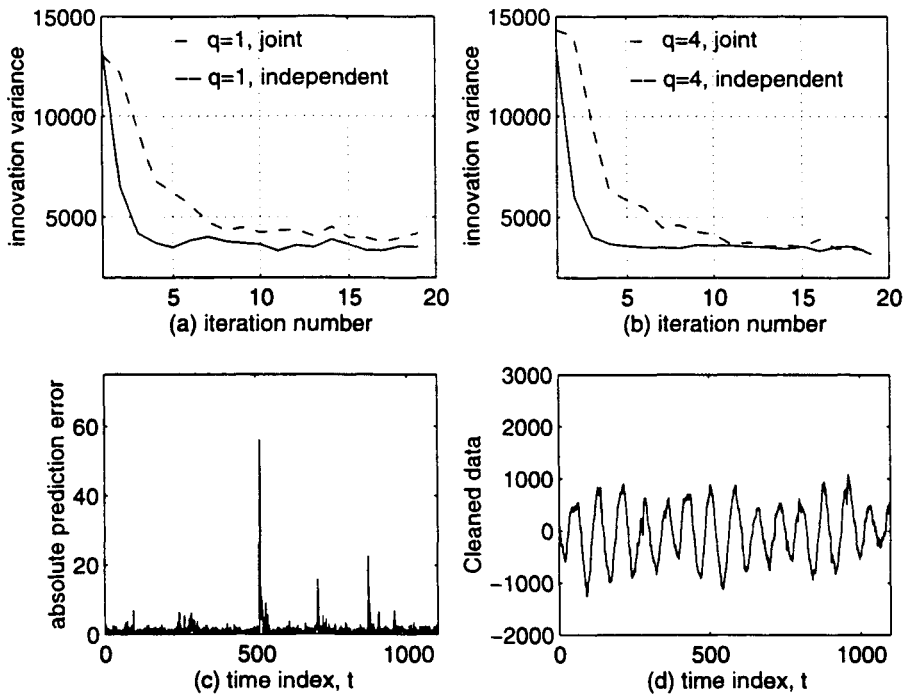 15000
10000
5000
innovation variance
q=1, joint
q=1, independent
5
10
15
20
(a) iteration number
15000
10000
5000
innovation variance
q=4, joint
q=4, independent
5
10
15
20
(b) iteration number
60
40
20
0
absolute prediction error
0
500
1000
(c) time index, t
3000
2000
1000
0
−1000
−2000
Cleaned data
0
500
1000
(d) time index, t